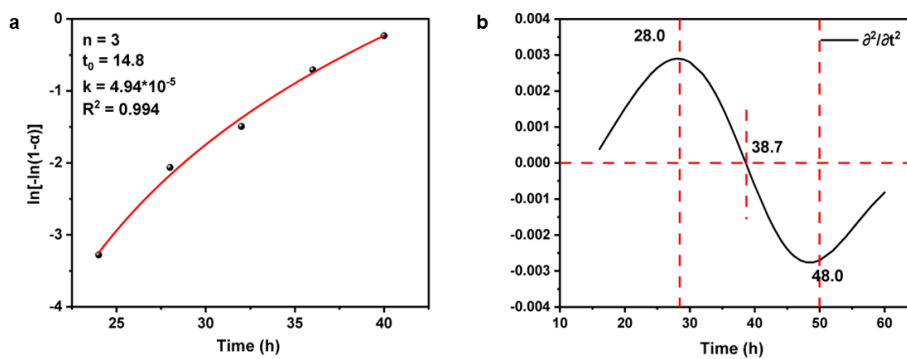 a
n = 3
t₀ = 14.8
k = 4.94*10⁻⁵
R² = 0.994
ln[-ln(1-α)]
0
-1
-2
-3
-4
25 30 35 40
Time (h)
b
∂²/∂t²
28.0
38.7
48.0
0.004
0.003
0.002
0.001
0.000
-0.001
-0.002
-0.003
-0.004
10 20 30 40 50 60
Time (h)